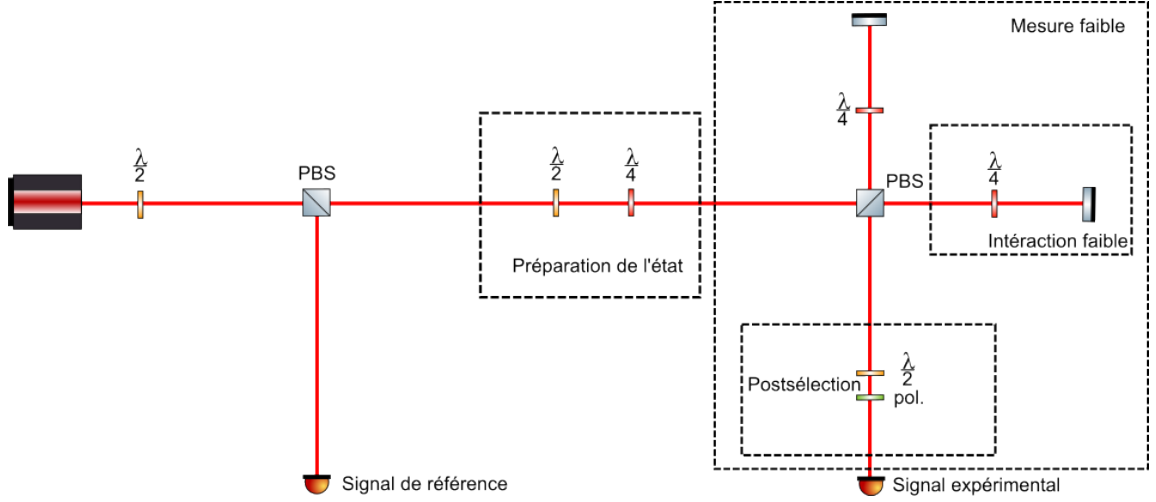 Mesure faible
λ/4
λ/2
PBS
λ/2
λ/4
PBS
λ/4
Préparation de l'état
Intéraction faible
λ/2
Postsélection
pol.
Signal de référence
Signal expérimental